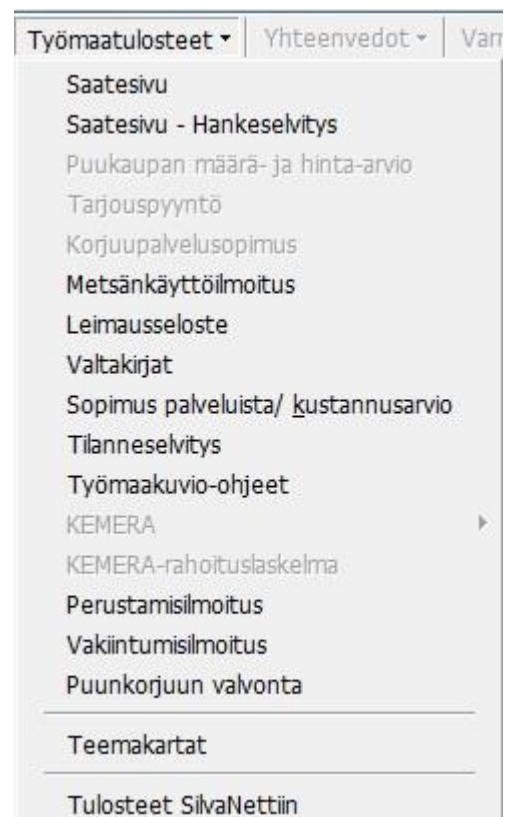 Työmaatulosteet Yhteenvedot
Saatesivu
Saatesivu - Hankeselvitys
Puukaupan määrä- ja hinta-arvio
Tarjouspyyntö
Korjuupalvelusopimus
Metsänkäyttöilmoitus
Leimausseloste
Valtakirjat
Sopimus palveluista/ kustannusarvio
Tilanneselvitys
Työmaakuvio-ohjeet
KEMERA
KEMERA-rahoituslaskelma
Perustamisilmoitus
Vakiintumisilmoitus
Puunkorjuun valvonta
Teemakartat
Tulosteet SilvaNettiin